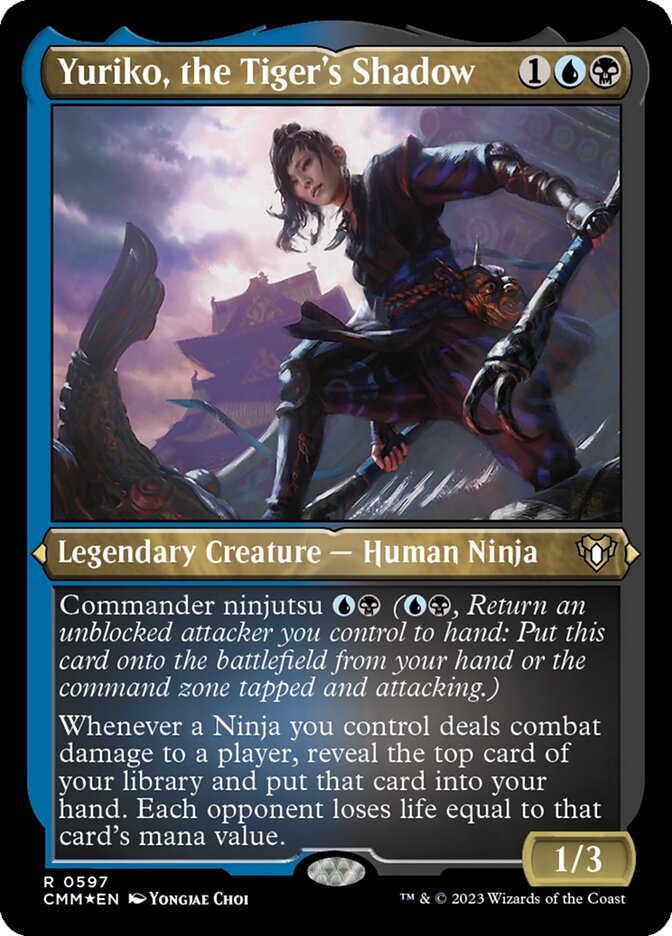 Yuriko, the Tiger's Shadow 1
Legendary Creature — Human Ninja
Commander ninjutsu (, Return an
unblocked attacker you control to hand: Put this
card onto the battlefield from your hand or the
command zone tapped and attacking.)
Whenever a Ninja you control deals combat
damage to a player, reveal the top card of
your library and put that card into your
hand. Each opponent loses life equal to that
card's mana value.
1/3
R 0597
CMM★EN Yongjae Choi
™ & © 2023 Wizards of the Coast